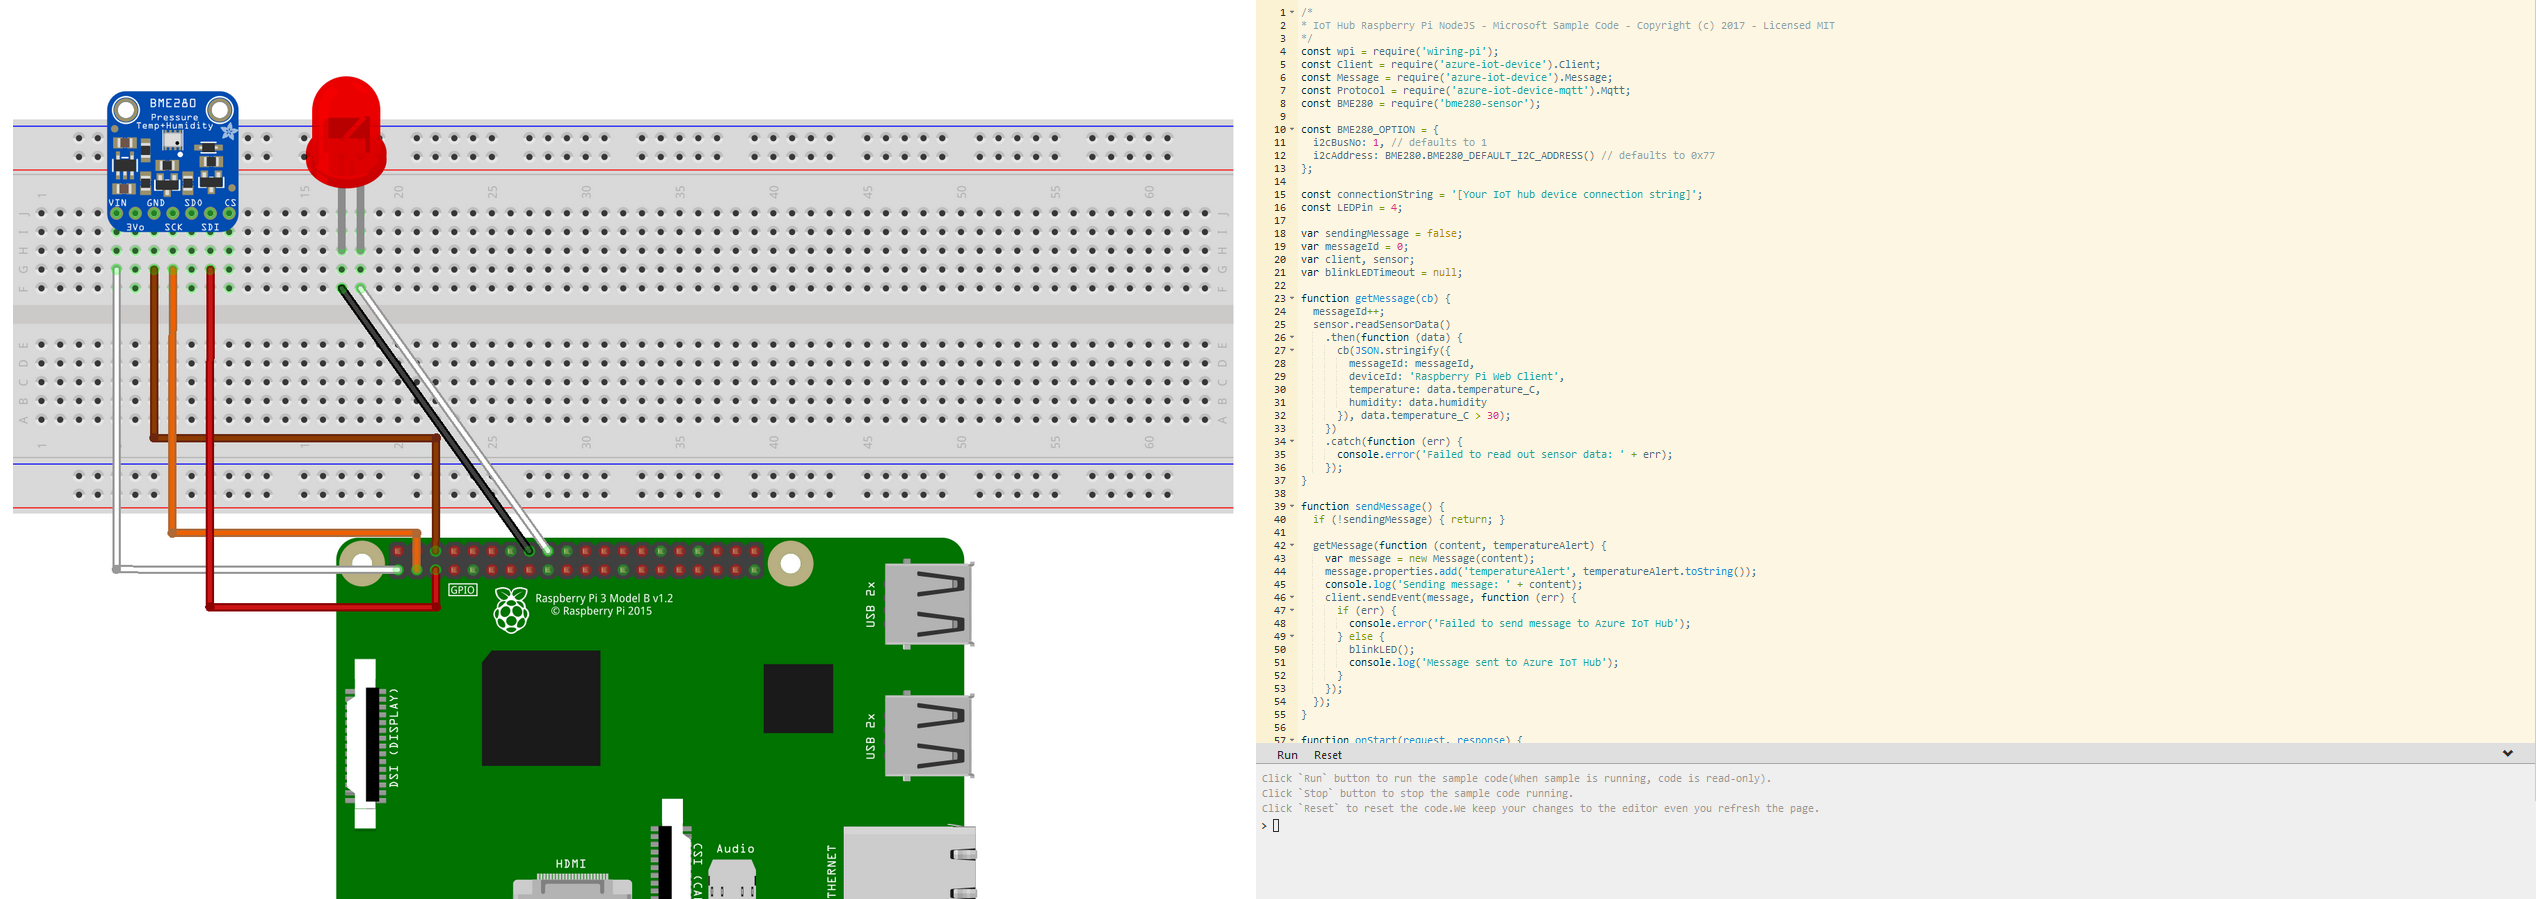 BME280
Pressure
Temp+Humidity
VIN GND SDO CS
3Vo SCK SDI
1 15 20 25 30 35 40 45 50 55 60
J J
I I
H H
G G
F F
E E
D D
C C
B B
A A
1 15 2 25 30 35 40 45 50 55 60
GPIO
Raspberry Pi 3 Model B v1.2
© Raspberry Pi 2015
USB 2x
USB 2x
DSI (DISPLAY)
HDMI
CSI (CA
Audio
THERNET
1 /*
2 * IoT Hub Raspberry Pi NodeJS - Microsoft Sample Code - Copyright (c) 2017 - Licensed MIT
3 */
4 const wpi = require('wiring-pi');
5 const Client = require('azure-iot-device').Client;
6 const Message = require('azure-iot-device').Message;
7 const Protocol = require('azure-iot-device-mqtt').Mqtt;
8 const BME280 = require('bme280-sensor');
9
10 const BME280_OPTION = {
11 i2cBusNo: 1, // defaults to 1
12 i2cAddress: BME280.BME280_DEFAULT_I2C_ADDRESS() // defaults to 0x77
13 };
14
15 const connectionString = '[Your IoT hub device connection string]';
16 const LEDPin = 4;
17
18 var sendingMessage = false;
19 var messageId = 0;
20 var client, sensor;
21 var blinkLEDTimeout = null;
22
23 function getMessage(cb) {
24 messageId++;
25 sensor.readSensorData()
26 .then(function (data) {
27 cb(JSON.stringify({
28 messageId: messageId,
29 deviceId: 'Raspberry Pi Web Client',
30 temperature: data.temperature_C,
31 humidity: data.humidity
32 }), data.temperature_C > 30);
33 })
34 .catch(function (err) {
35 console.error('Failed to read out sensor data: ' + err);
36 });
37 }
38
39 function sendMessage() {
40 if (!sendingMessage) { return; }
41
42 getMessage(function (content, temperatureAlert) {
43 var message = new Message(content);
44 message.properties.add('temperatureAlert', temperatureAlert.toString());
45 console.log('Sending message: ' + content);
46 client.sendEvent(message, function (err) {
47 if (err) {
48 console.error('Failed to send message to Azure IoT Hub');
49 } else {
50 blinkLED();
51 console.log('Message sent to Azure IoT Hub');
52 }
53 });
54 });
55 }
56
57 function onStart(request, response) {
Run Reset
Click `Run` button to run the sample code(When sample is running, code is read-only).
Click `Stop` button to stop the sample code running.
Click `Reset` to reset the code.We keep your changes to the editor even you refresh the page.
>